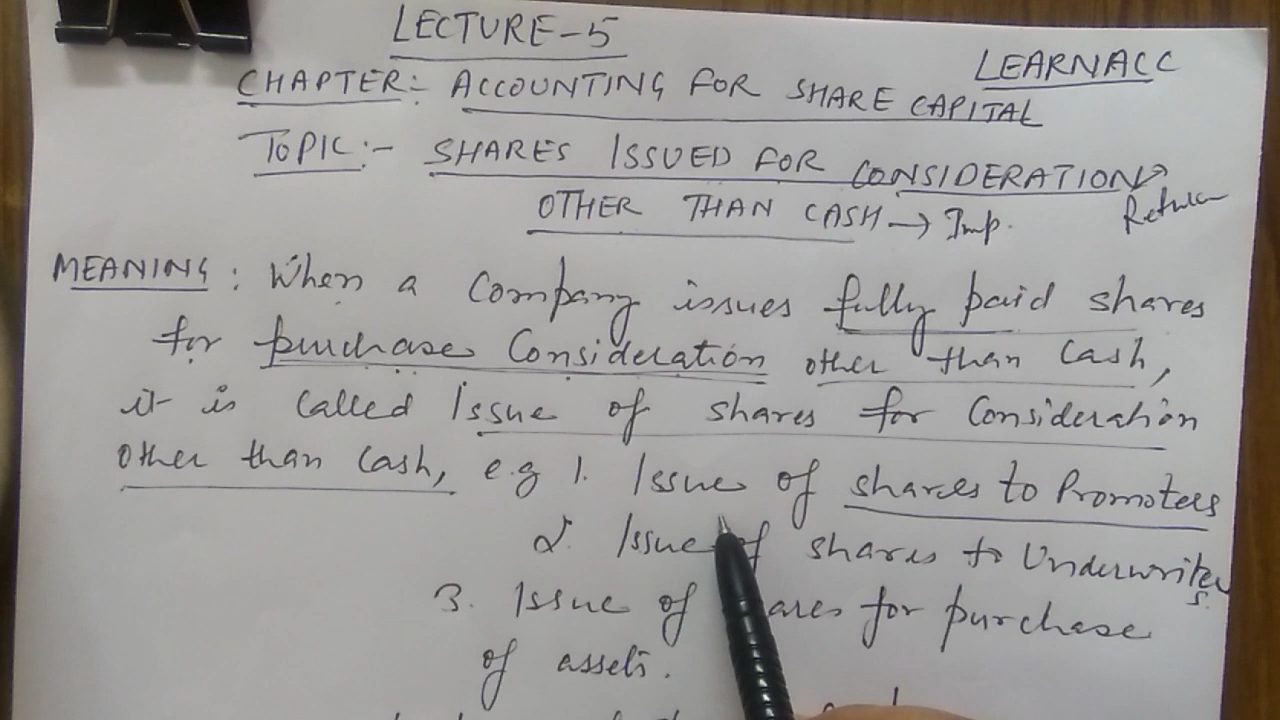 LECTURE-5
LEARNACC
CHAPTER:- ACCOUNTING FOR SHARE CAPITAL
TOPIC:- SHARES ISSUED FOR CONSIDERATION
OTHER THAN CASH → Imp.
Return
MEANING: When a Company issues fully paid shares
for purchase Consideration other than Cash,
it is called Issue of shares for Consideration
other than Cash, e.g 1. Issue of shares to Promoters
2. Issue of shares to Underwriters.
3. Issue of shares for purchase
of assets.